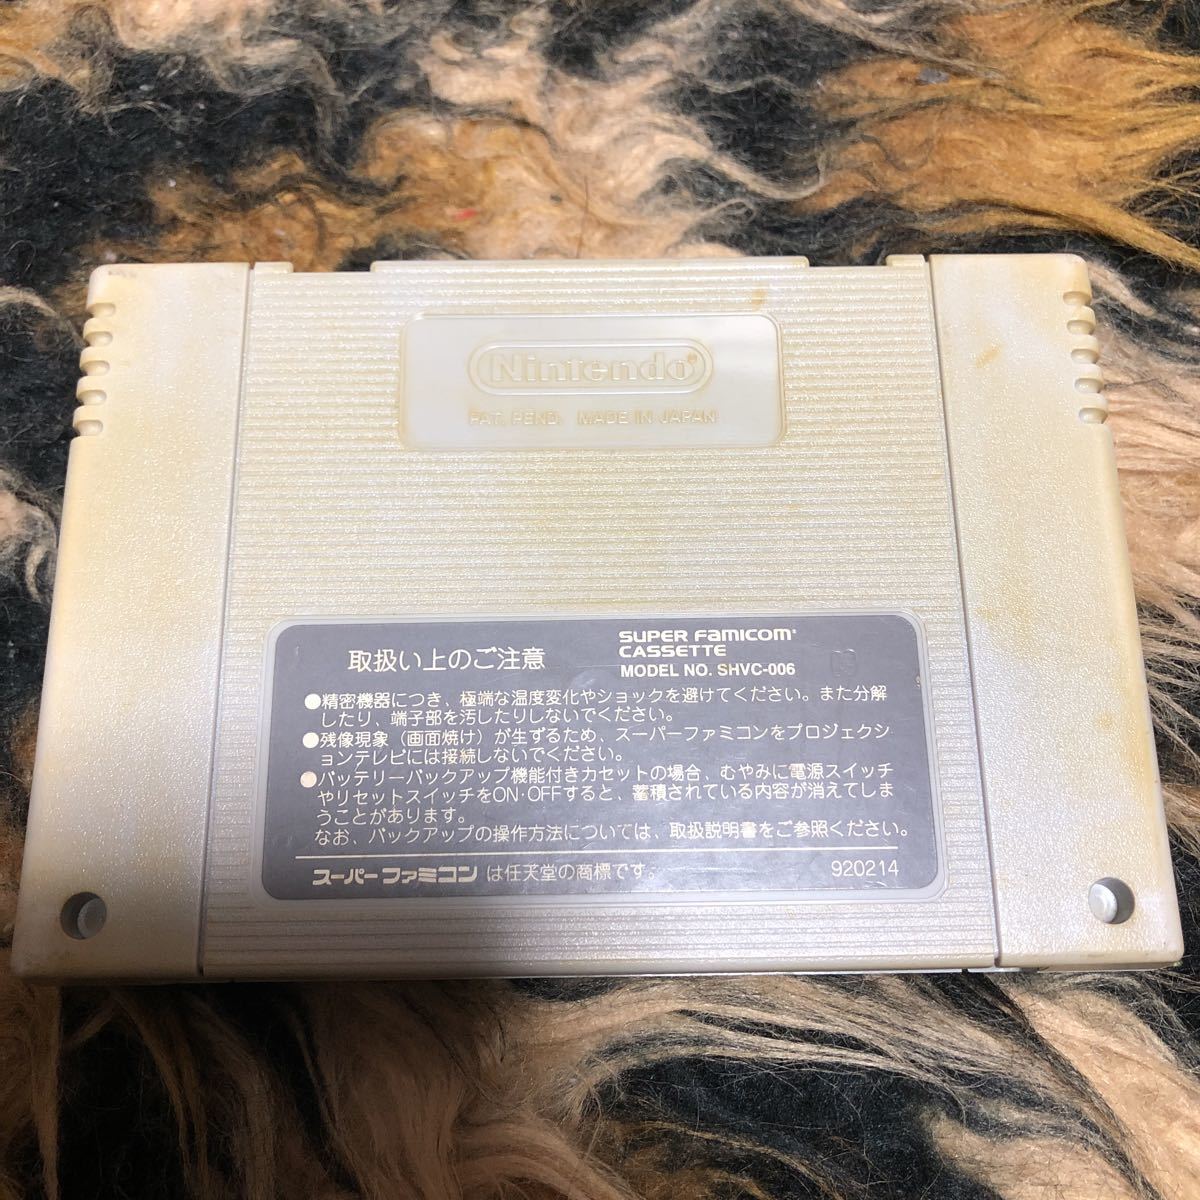 Nintendo®
PAT. PEND. MADE IN JAPAN
取扱い上のご注意
SUPER FAMICOM
CASSETTE
MODEL NO. SHVC-006
●精密機器につき、極端な温度変化やショックを避けてください。また分解
したり、端子部を汚したりしないでください。
●残像現象（画面焼け）が生ずるため、スーパーファミコンをプロジェクシ
ョンテレビには接続しないでください。
●バッテリーバックアップ機能付きカセットの場合、むやみに電源スイッチ
やリセットスイッチをON・OFFすると、蓄積されている内容が消えてしま
うことがあります。
なお、バックアップの操作方法については、取扱説明書をご参照ください。
スーパーファミコン は任天堂の商標です。
920214